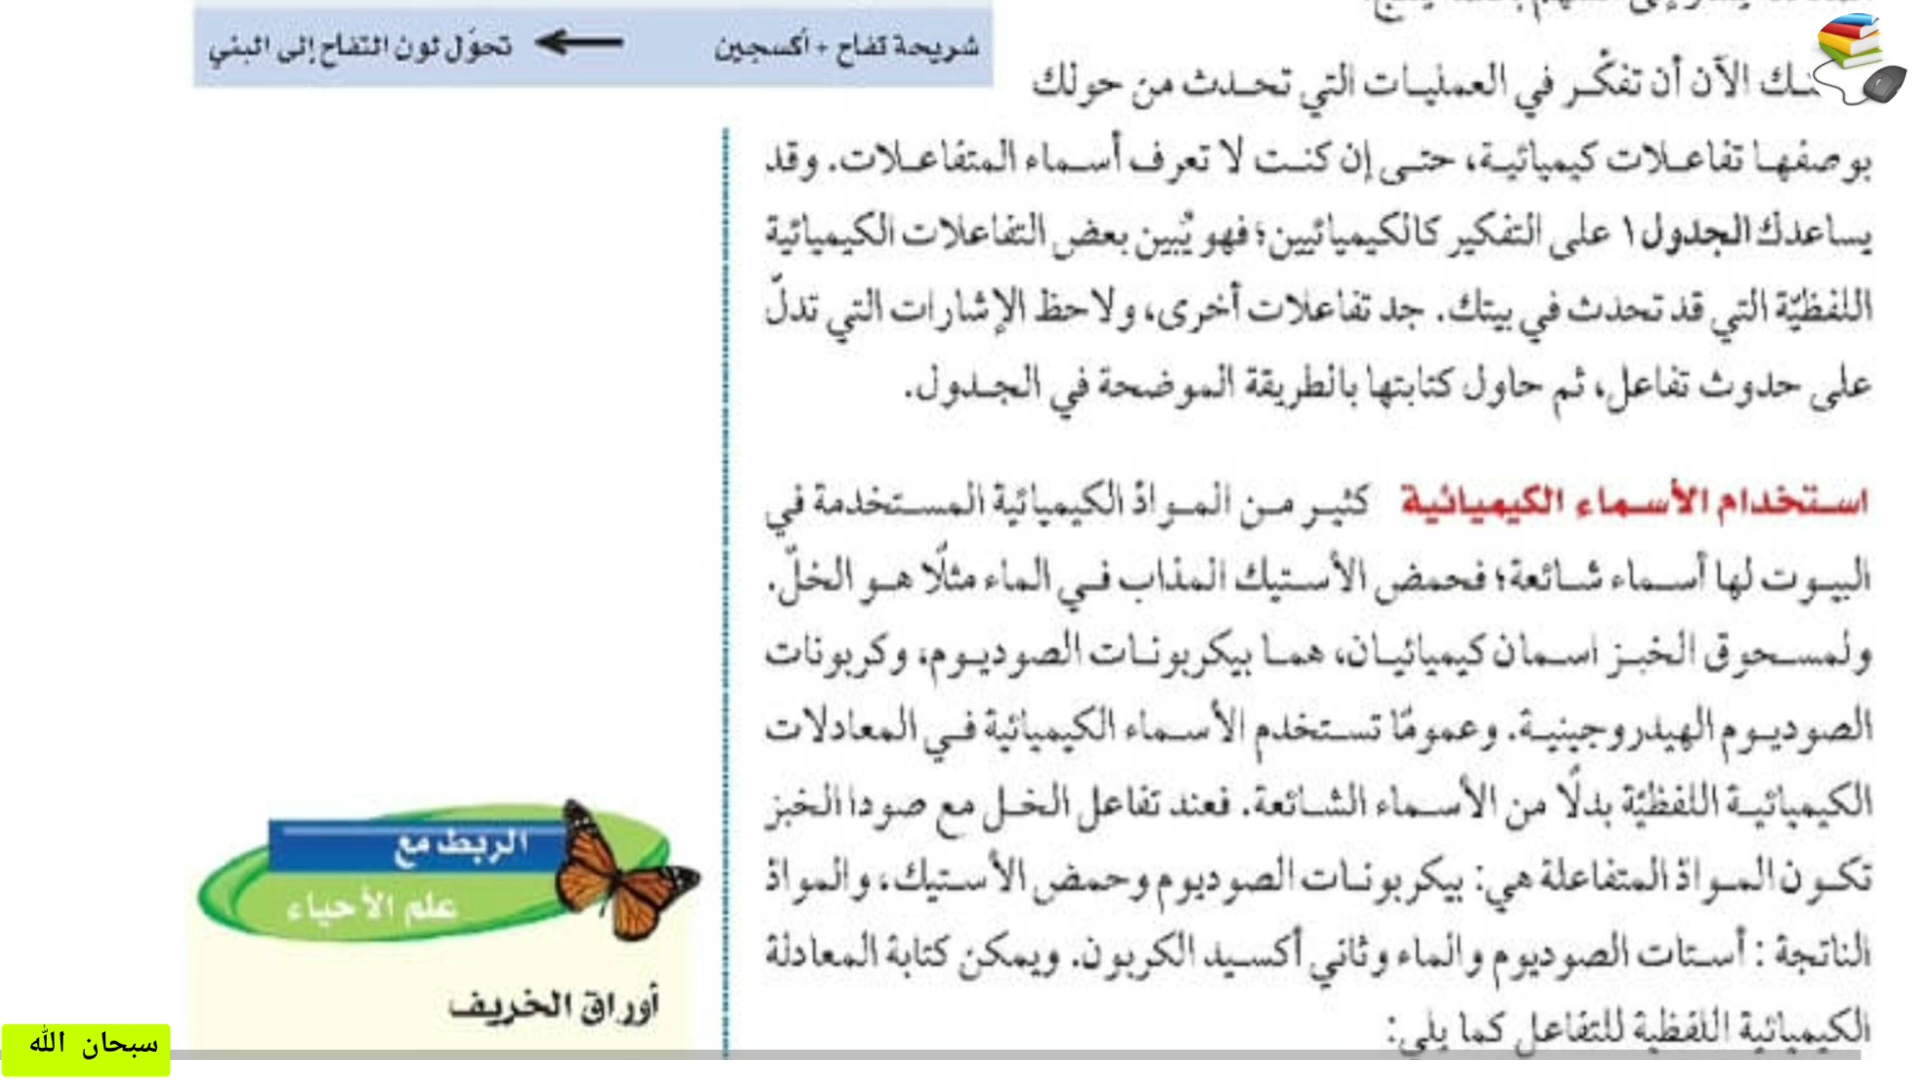 شريحة تفاح + أكسجين ← تحوّل لون التفاح إلى البني
الآن أن تفكّر في العمليات التي تحدث من حولك
بوصفها تفاعلات كيميائية، حتى إن كنت لا تعرف أسماء المتفاعلات. وقد
يساعدك الجدول ١ على التفكير كالكيميائيين؛ فهو يُبين بعض التفاعلات الكيميائية
اللفظيّة التي قد تحدث في بيتك. جد تفاعلات أخرى، ولاحظ الإشارات التي تدلّ
على حدوث تفاعل، ثم حاول كتابتها بالطريقة الموضحة في الجدول.
استخدام الأسماء الكيميائية كثير من الموادّ الكيميائية المستخدمة في
البيوت لها أسماء شائعة؛ فحمض الأستيك المذاب في الماء مثلًا هو الخلّ.
ولمسحوق الخبز اسمان كيميائيان، هما بيكربونات الصوديوم، وكربونات
الصوديوم الهيدروجينية. وعمومًا تستخدم الأسماء الكيميائية في المعادلات
الكيميائية اللفظيّة بدلًا من الأسماء الشائعة. فعند تفاعل الخل مع صودا الخبز
تكون الموادّ المتفاعلة هي: بيكربونات الصوديوم وحمض الأستيك، والموادّ
الناتجة : أستات الصوديوم والماء وثاني أكسيد الكربون. ويمكن كتابة المعادلة
الكيميائية اللفظية للتفاعل كما يلي:
الربط مع
علم الأحياء
أوراق الخريف
سبحان الله